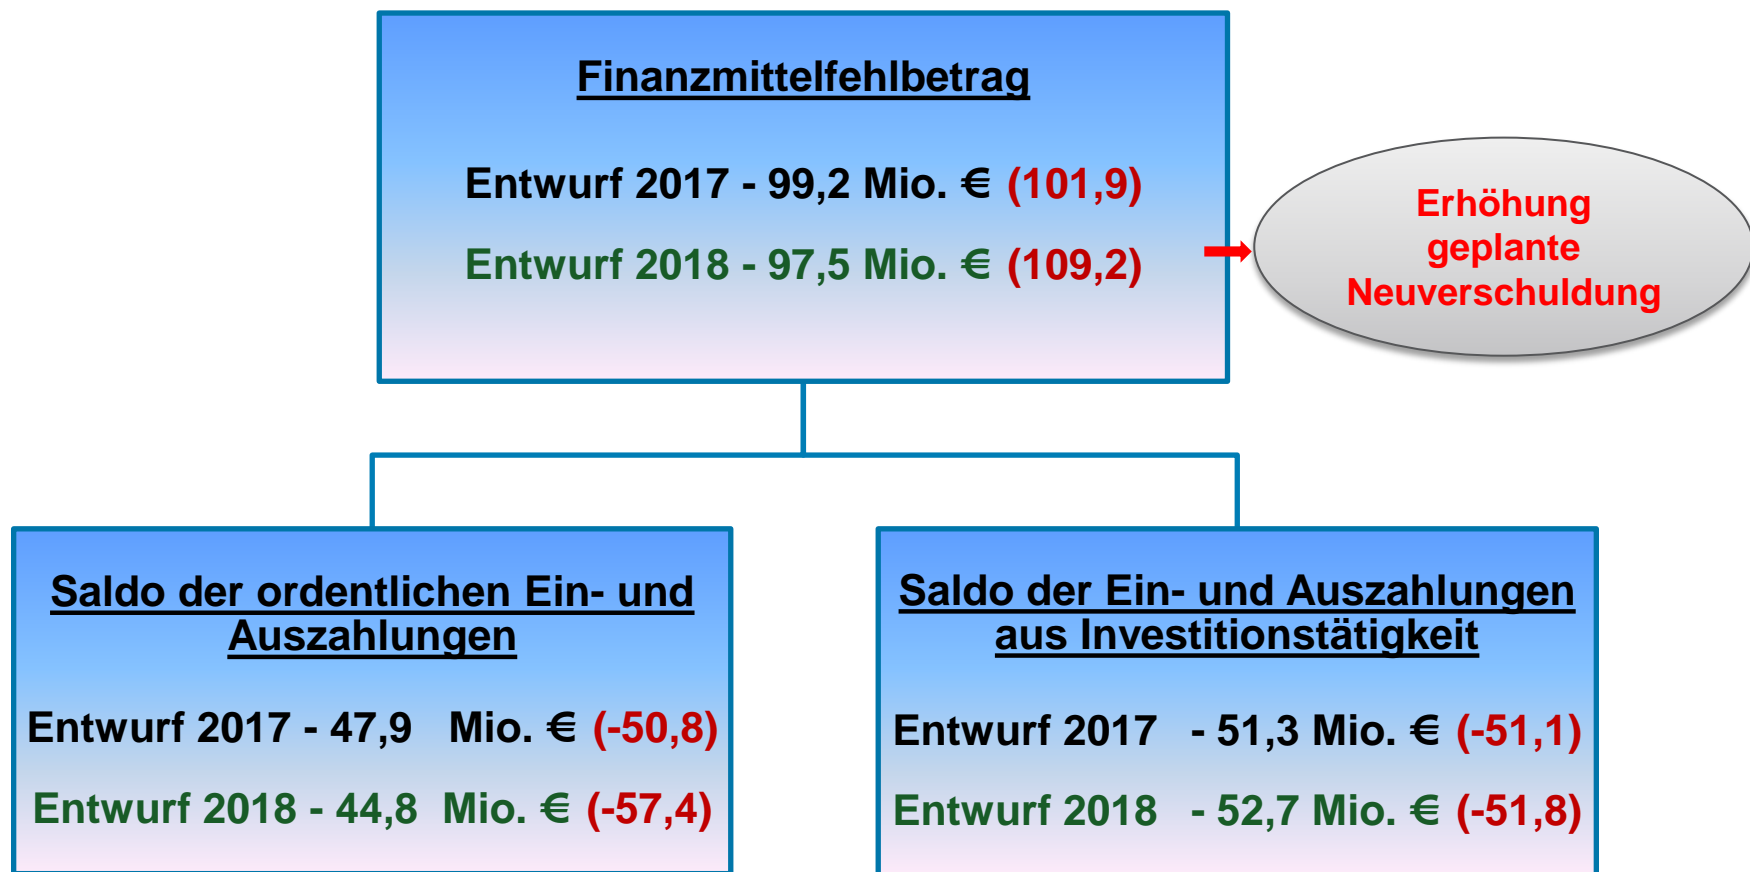 Finanzmittelfehlbetrag
Entwurf 2017 - 99,2 Mio. € (101,9)
Entwurf 2018 - 97,5 Mio. € (109,2)
Erhöhung
geplante
Neuverschuldung
Saldo der ordentlichen Ein- und
Auszahlungen
Entwurf 2017 - 47,9 Mio. € (-50,8)
Entwurf 2018 - 44,8 Mio. € (-57,4)
Saldo der Ein- und Auszahlungen
aus Investitionstätigkeit
Entwurf 2017 - 51,3 Mio. € (-51,1)
Entwurf 2018 - 52,7 Mio. € (-51,8)